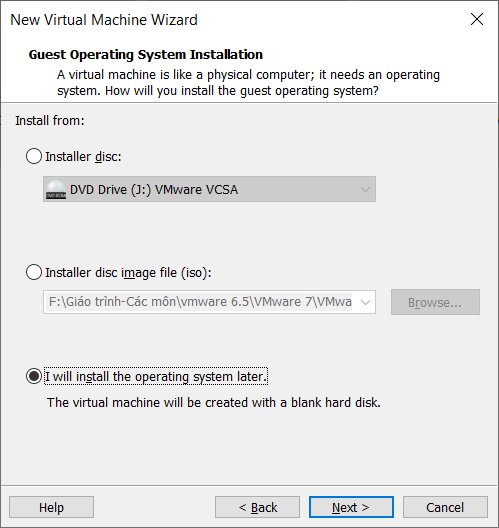 New Virtual Machine Wizard
Guest Operating System Installation
A virtual machine is like a physical computer; it needs an operating
system. How will you install the guest operating system?
Install from:
Installer disc:
DVD Drive (J:) VMware VCSA
Installer disc image file (iso):
F:\Giáo trình-Các môn\vmware 6.5\VMware 7\VMwa
Browse...
I will install the operating system later.
The virtual machine will be created with a blank hard disk.
Help
< Back
Next >
Cancel